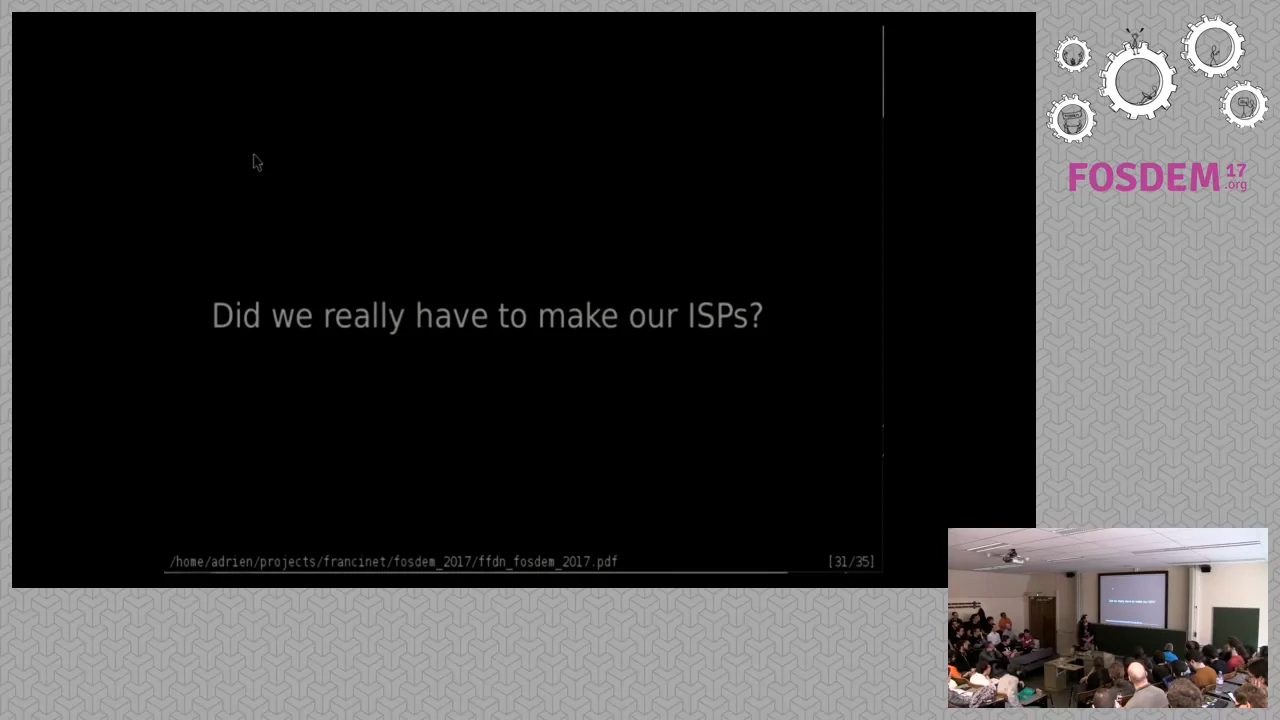 Did we really have to make our ISPs?
/home/adrien/projects/francinet/fosdem_2017/ffdn_fosdem_2017.pdf [31/35]
FOSDEM 17
.org